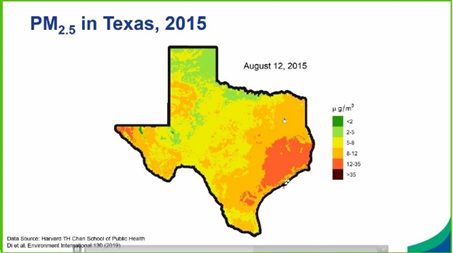 PM2.5 in Texas, 2015
August 12, 2015
μg/m³
<2
2-5
5-8
8-12
12-35
>35
Data Source: Harvard TH Chan School of Public Health
Di et al. Environment International 130 (2019)